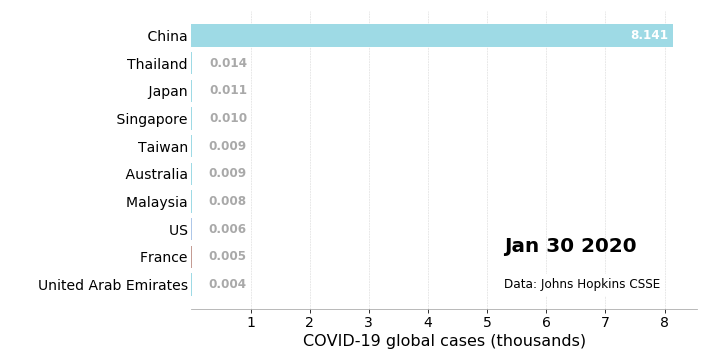 China 8.141
Thailand 0.014
Japan 0.011
Singapore 0.010
Taiwan 0.009
Australia 0.009
Malaysia 0.008
US 0.006
Jan 30 2020
France 0.005
United Arab Emirates 0.004
Data: Johns Hopkins CSSE
1 2 3 4 5 6 7 8
COVID-19 global cases (thousands)